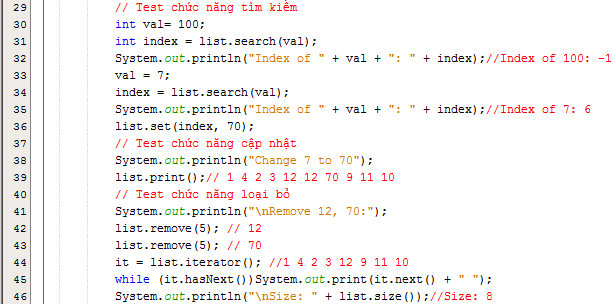 29 // Test chức năng tìm kiếm
30 int val= 100;
31 int index = list.search(val);
32 System.out.println("Index of " + val + ": " + index);//Index of 100: -1
33 val = 7;
34 index = list.search(val);
35 System.out.println("Index of " + val + ": " + index);//Index of 7: 6
36 list.set(index, 70);
37 // Test chức năng cập nhật
38 System.out.println("Change 7 to 70");
39 list.print();// 1 4 2 3 12 12 70 9 11 10
40 // Test chức năng loại bỏ
41 System.out.println("\nRemove 12, 70:");
42 list.remove(5); // 12
43 list.remove(5); // 70
44 it = list.iterator(); //1 4 2 3 12 9 11 10
45 while (it.hasNext())System.out.print(it.next() + " ");
46 System.out.println("\nSize: " + list.size());//Size: 8